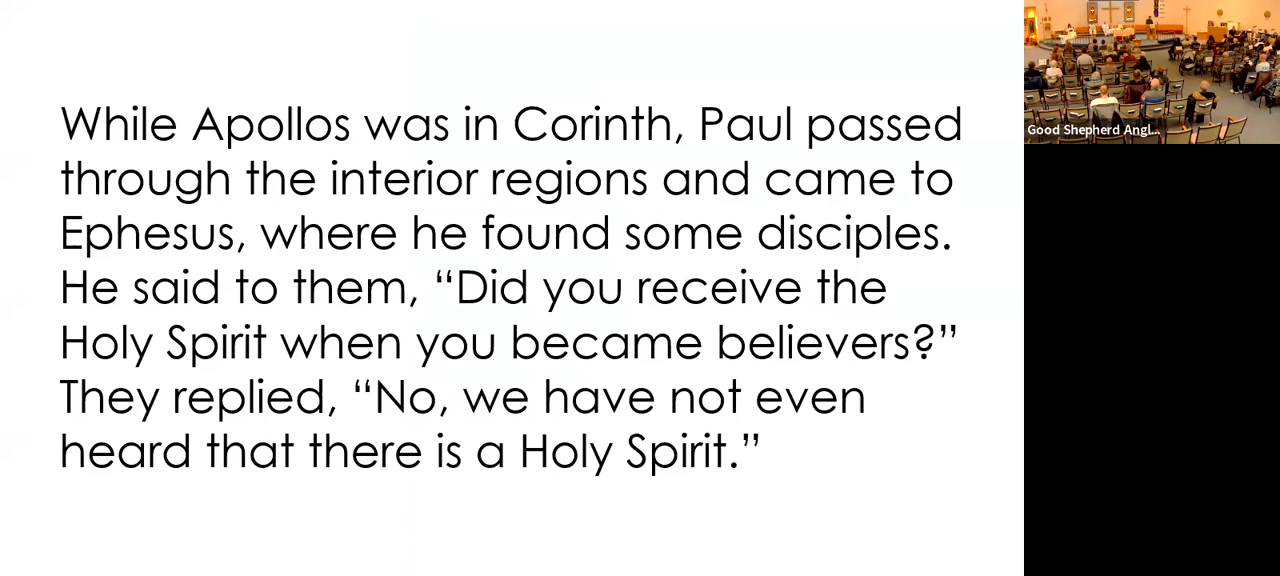 While Apollos was in Corinth, Paul passed
through the interior regions and came to
Ephesus, where he found some disciples.
He said to them, “Did you receive the
Holy Spirit when you became believers?”
They replied, “No, we have not even
heard that there is a Holy Spirit.”
Good Shepherd Angl...